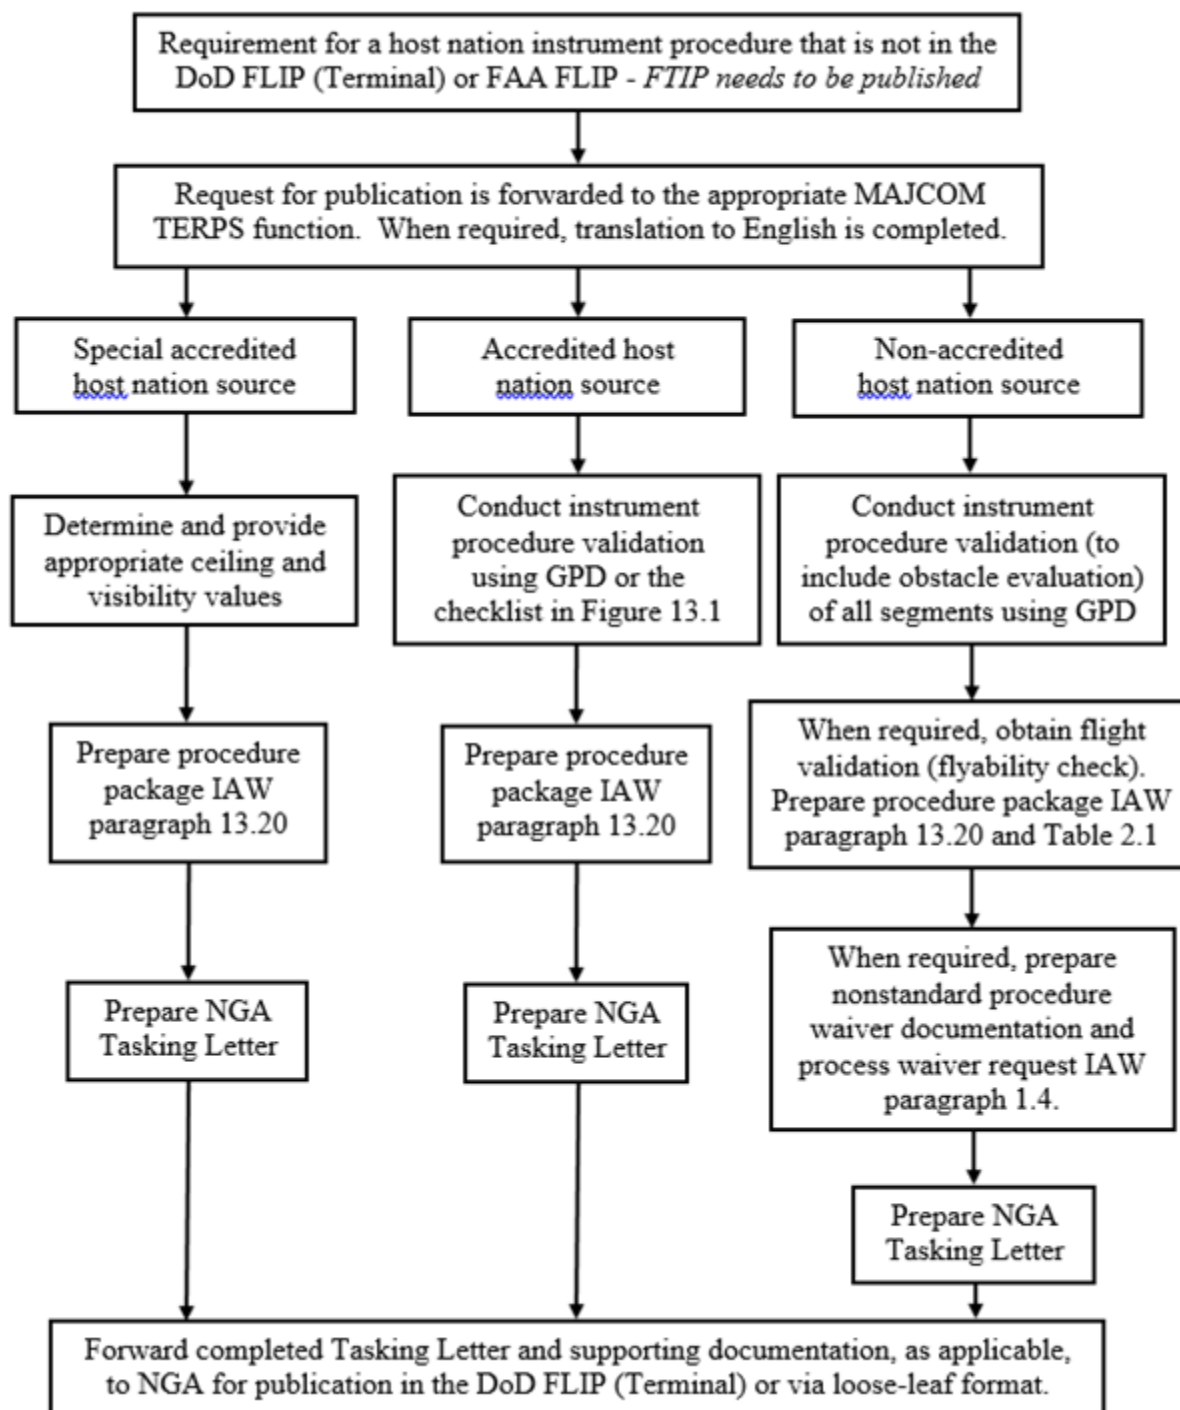 Requirement for a host nation instrument procedure that is not in the
DoD FLIP (Terminal) or FAA FLIP - FTIP needs to be published
Request for publication is forwarded to the appropriate MAJCOM
TERPS function.  When required, translation to English is completed.
Special accredited
host nation source
Accredited host
nation source
Non-accredited
host nation source
Determine and provide
appropriate ceiling and
visibility values
Conduct instrument
procedure validation
using GPD or the
checklist in Figure 13.1
Conduct instrument
procedure validation (to
include obstacle evaluation)
of all segments using GPD
Prepare procedure
package IAW
paragraph 13.20
Prepare procedure
package IAW
paragraph 13.20
When required, obtain flight
validation (flyability check).
Prepare procedure package IAW
paragraph 13.20 and Table 2.1
Prepare NGA
Tasking Letter
Prepare NGA
Tasking Letter
When required, prepare
nonstandard procedure
waiver documentation and
process waiver request IAW
paragraph 1.4.
Prepare NGA
Tasking Letter
Forward completed Tasking Letter and supporting documentation, as applicable,
to NGA for publication in the DoD FLIP (Terminal) or via loose-leaf format.